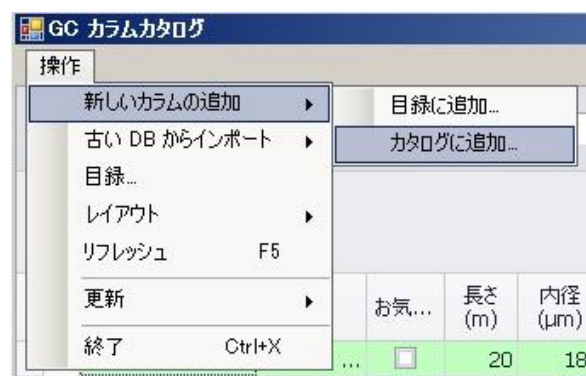 GC カラムカタログ
操作
新しいカラムの追加
目録に追加...
古い DB からインポート
カタログに追加...
目録...
レイアウト
リフレッシュ F5
更新
お気... 長さ (m) 内径 (μm)
終了 Ctrl+X
... 20 18